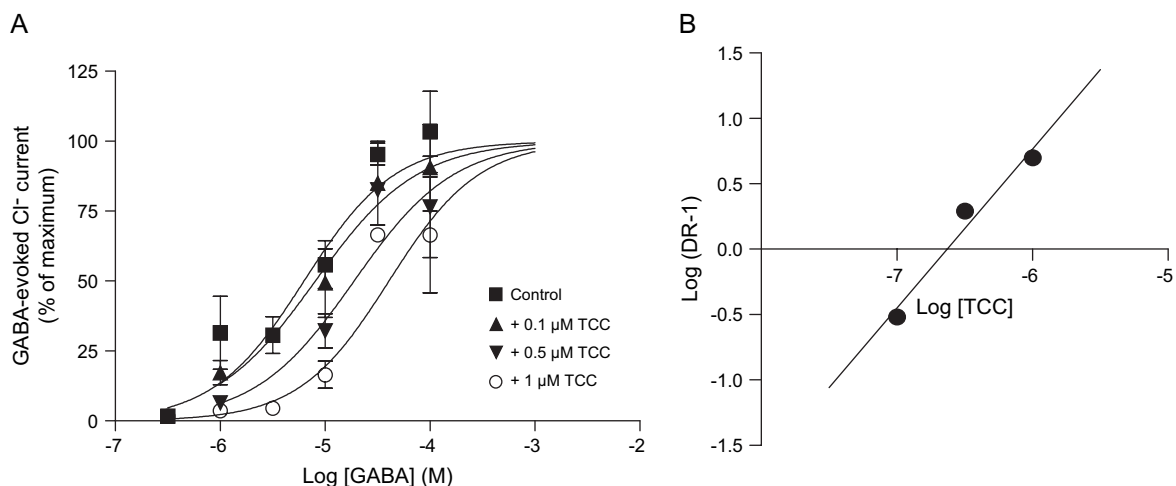 A
GABA-evoked Cl⁻ current
(% of maximum)
125
100
75
50
25
0
-7
-6
-5
-4
-3
-2
Log [GABA] (M)
Control
+ 0.1 µM TCC
+ 0.5 µM TCC
+ 1 µM TCC
B
Log (DR-1)
1.5
1.0
0.5
0.0
-0.5
-1.0
-1.5
-7
-6
-5
Log [TCC]